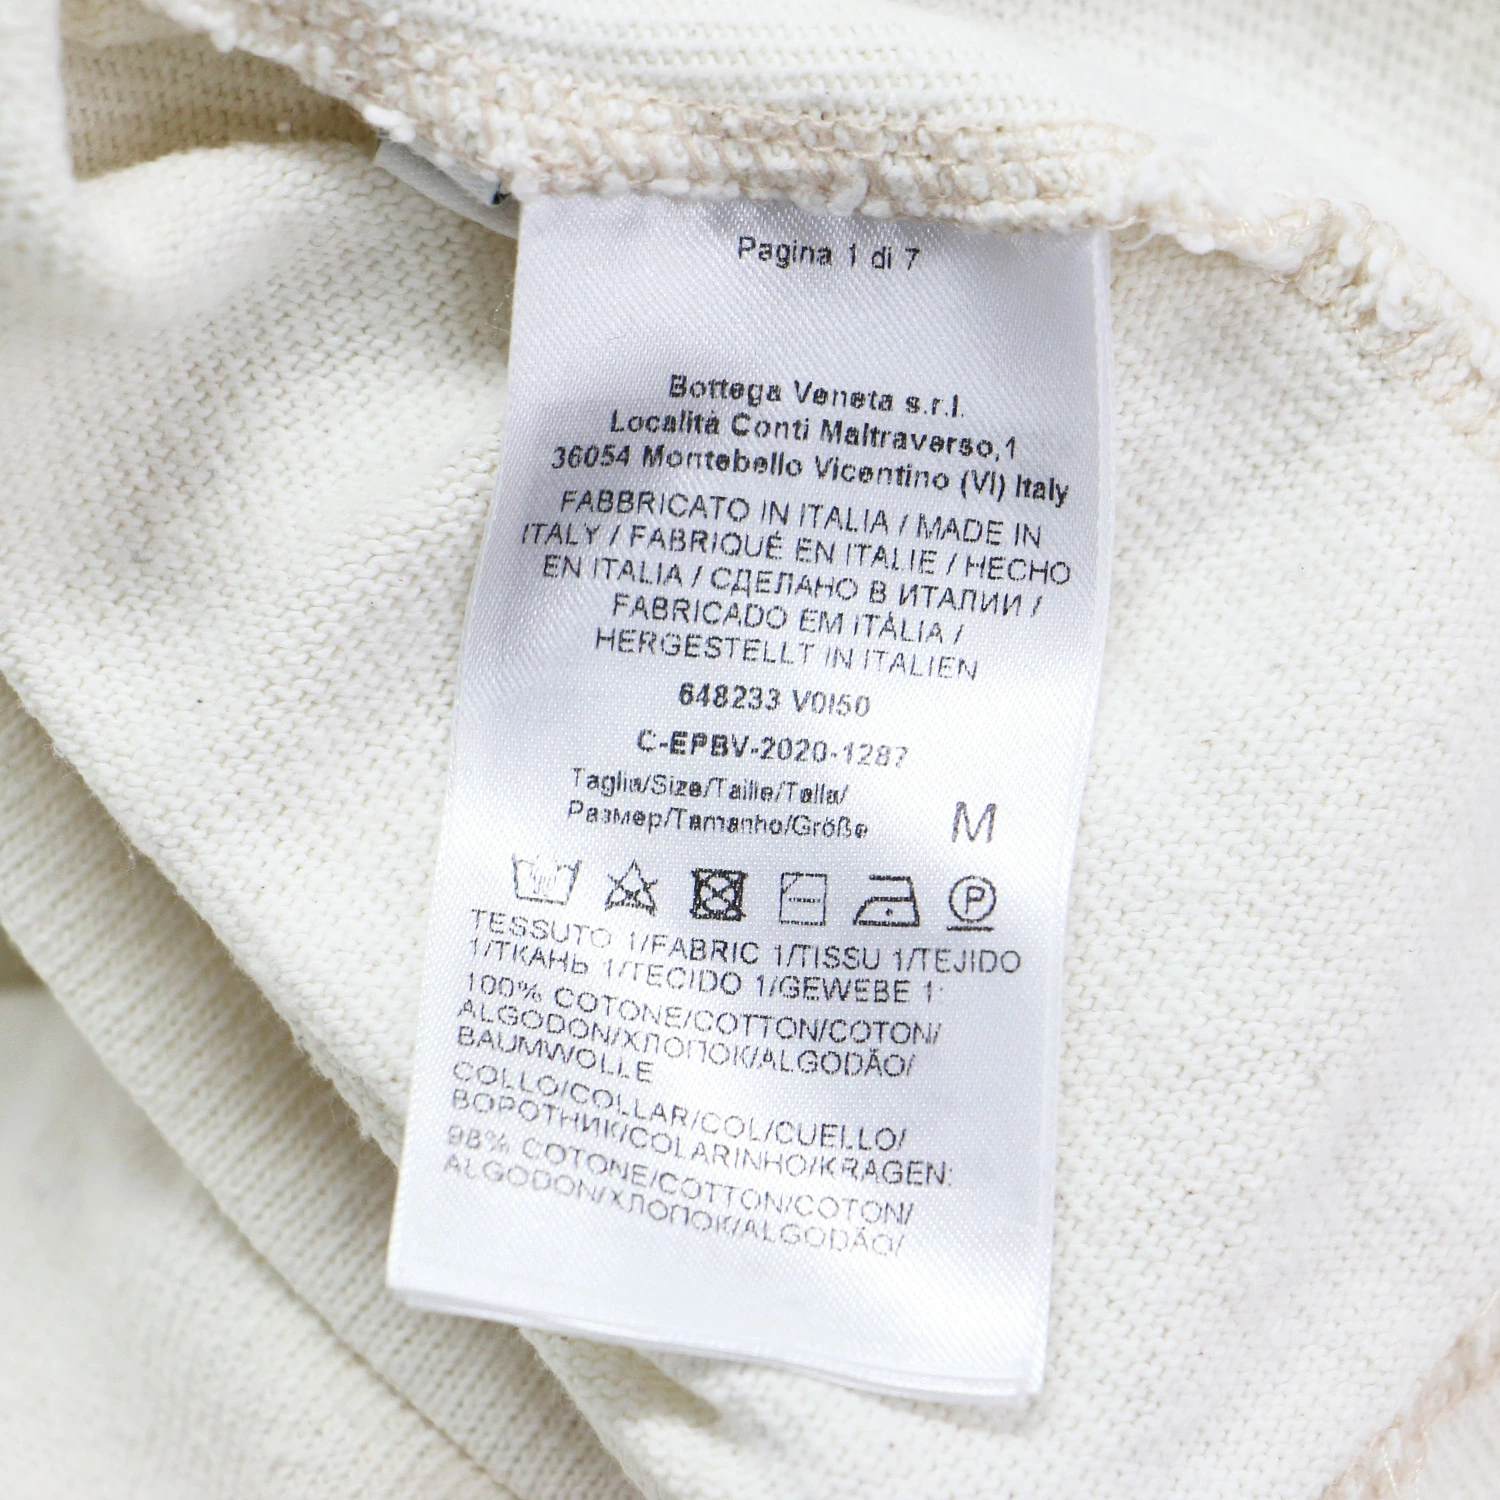 Pagina 1 di 7
Bottega Veneta s.r.l.
Località Conti Maltraverso,1
36054 Montebello Vicentino (VI) Italy
FABBRICATO IN ITALIA / MADE IN
ITALY / FABRIQUÉ EN ITALIE / HECHO
EN ITALIA / СДЕЛАНО В ИТАЛИИ /
FABRICADO EM ITÁLIA /
HERGESTELLT IN ITALIEN
648233 V0I50
C-EPBV-2020-1287
Taglia/Size/Taille/Talla/
Размер/Tamanho/Größe
M
P
TESSUTO 1/FABRIC 1/TISSU 1/TEJIDO
1/ТКАНЬ 1/TECIDO 1/GEWEBE 1:
100% COTONE/COTTON/COTON/
ALGODON/ХЛОПОК/ALGODÃO/
BAUMWOLLE
COLLO/COLLAR/COL/CUELLO/
ВОРОТНИК/COLARINHO/KRAGEN:
98% COTONE/COTTON/COTON/
ALGODON/ХЛОПОК/ALGODÃO/